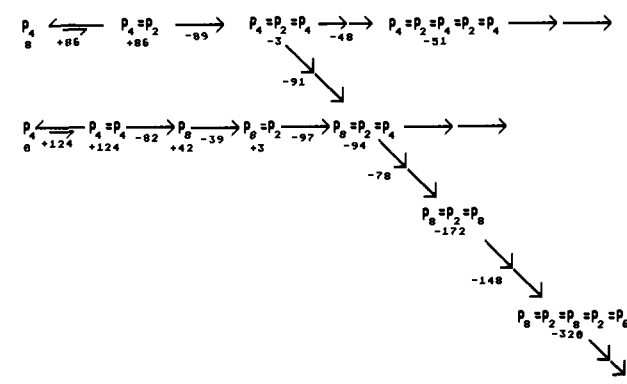 P4 P4=P2 P4=P2=P4 P4=P2=P4=P2=P4
8 +86 +86 -89 -3 -48 -51
-91
P4 P4=P4 P8 P8=P2 P8=P2=P4
0 +124 +124 -82 +42 -39 +3 -97 -94
-78
P8=P2=P8
-172
-148
P8=P2=P8=P2=P6
-320